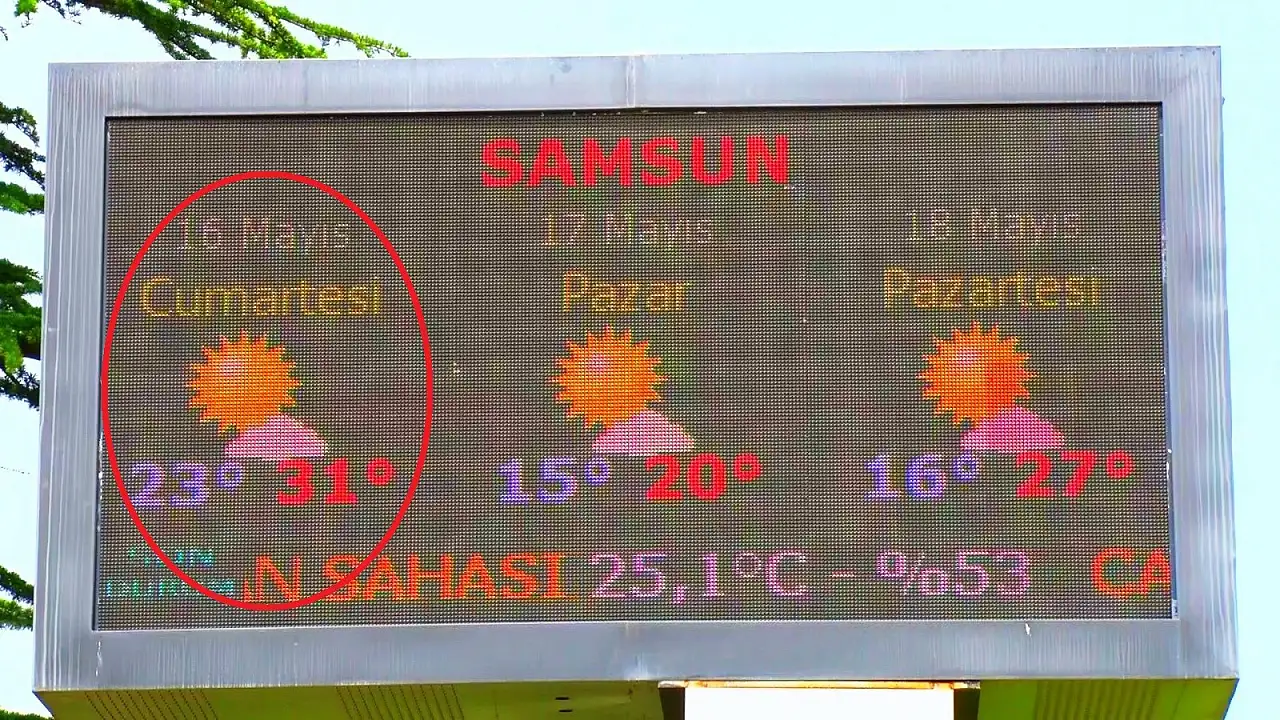 SAMSUN
16 Mayıs 17 Mayıs 18 Mayıs
Cumartesi Pazar Pazartesi
23° 31° 15° 20° 16° 27°
N SAHASI 25,1°C - %53 CA